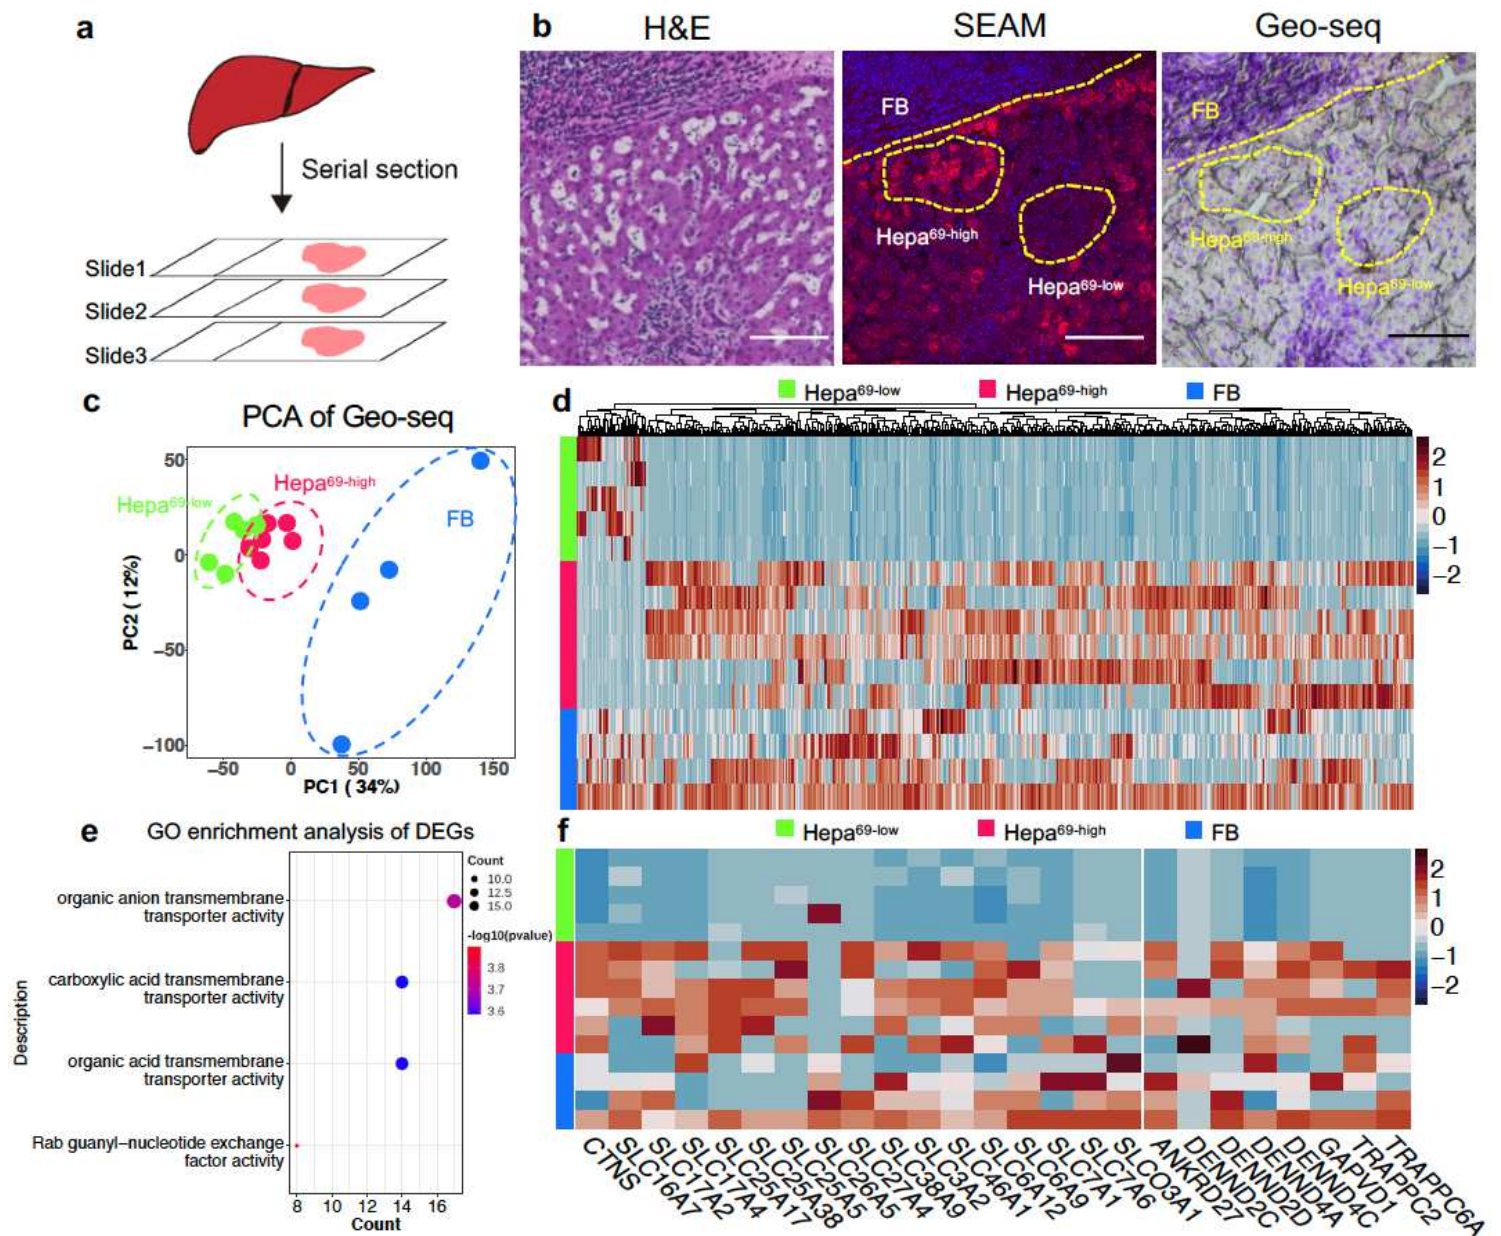 a
Serial section
Slide1
Slide2
Slide3
b
H&E
SEAM
Geo-seq
FB
Hepa69-high
Hepa69-low
FB
Hepa69-high
Hepa69-low
c
PCA of Geo-seq
Hepa69-low
Hepa69-high
FB
50
0
−50
−100
PC2 ( 12%)
−50
0
50
100
150
PC1 ( 34%)
Hepa69-low
Hepa69-high
FB
d
2
1
0
−1
−2
e
GO enrichment analysis of DEGs
Description
organic anion transmembrane
transporter activity
carboxylic acid transmembrane
transporter activity
organic acid transmembrane
transporter activity
Rab guanyl−nucleotide exchange
factor activity
8
10
12
14
16
Count
Count
10.0
12.5
15.0
-log10(pvalue)
3.8
3.7
3.6
f
Hepa69-low
Hepa69-high
FB
2
1
0
−1
−2
CTNS
SLC16A7
SLC17A2
SLC17A4
SLC25A17
SLC25A38
SLC25A5
SLC26A5
SLC27A4
SLC38A9
SLC3A2
SLC46A1
SLC6A12
SLC6A9
SLC7A1
SLC7A6
SLCO3A1
ANKRD27
DENND2C
DENND2D
DENND4A
DENND4C
GAPVD1
TRAPPC2
TRAPPC6A